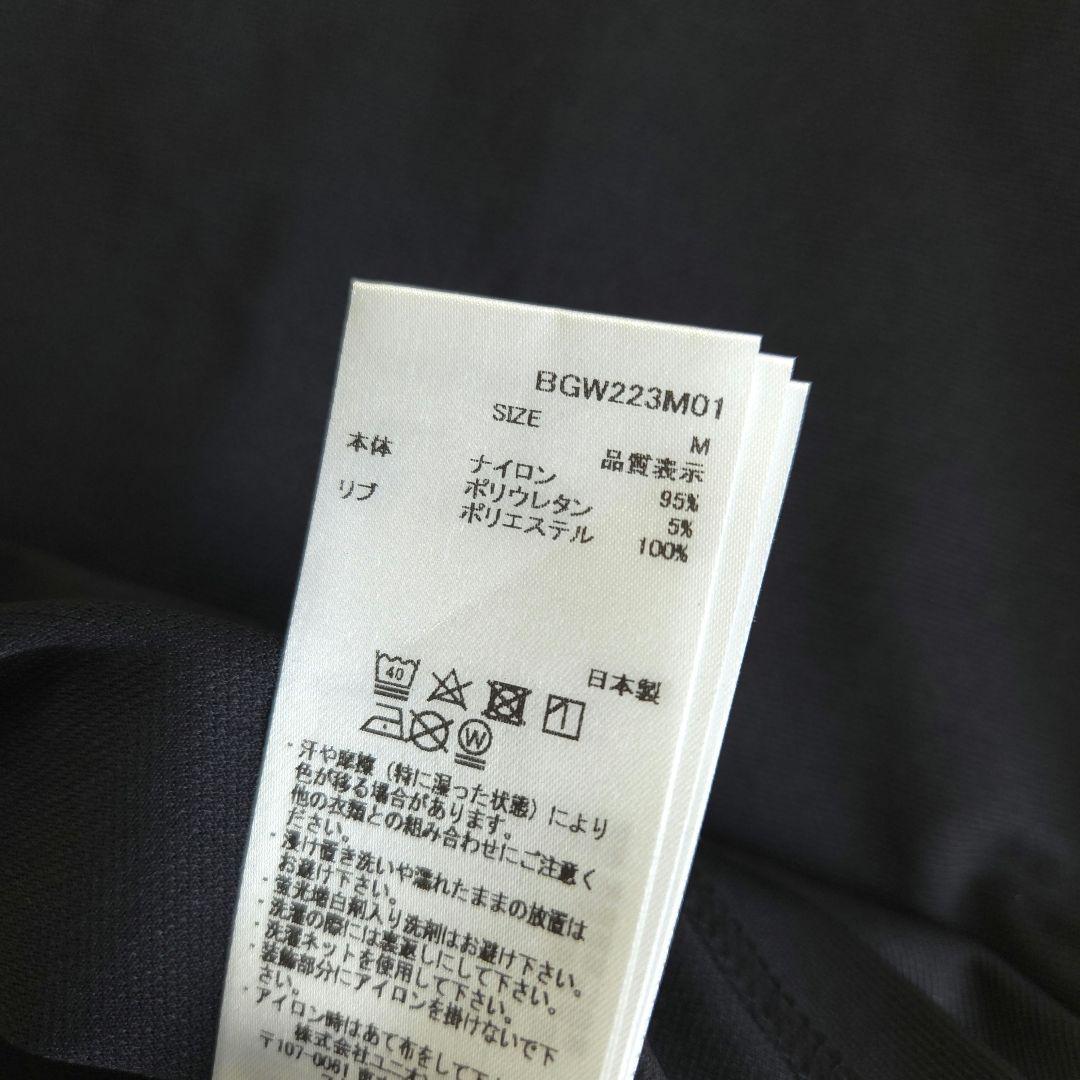 BGW223M01
SIZE M
品質表示
本体 ナイロン 95%
ポリウレタン 5%
リブ ポリエステル 100%
日本製
40
W
・汗や摩擦（特に湿った状態）により
色が移る場合があります。
他の衣類との組み合わせにご注意く
ださい。
・浸け置き洗いや濡れたままの放置は
お避け下さい。
・蛍光増白剤入り洗剤はお避け下さい。
・洗濯の際には裏返しにして下さい。
・洗濯ネットを使用して下さい。
・装飾部分にアイロンを掛けないで下
さい。
・アイロン時はあて布をして下
株式会社ユニオ
〒107-0061